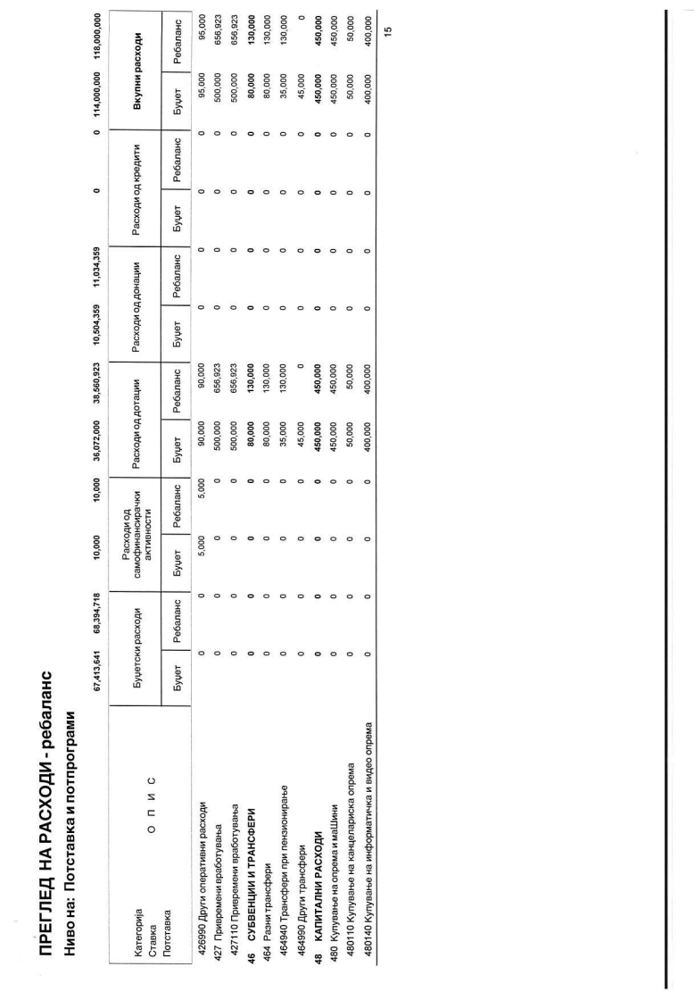 ПРЕГЛЕД НА РАСХОДИ - ребаланс
Ниво на: Потставка и потпрограми
67,413,641 68,394,718 10,000 10,000 36,072,000 38,560,923 10,504,359 11,034,359 0 0 114,000,000 118,000,000
Категорија
Ставка
Потставка
О П И С
Буџетски расходи
Расходи од
самофинансирачки
активности
Расходи од дотации
Расходи од донации
Расходи од кредити
Вкупни расходи
Буџет Ребаланс Буџет Ребаланс Буџет Ребаланс Буџет Ребаланс Буџет Ребаланс Буџет Ребаланс
426990 Други оперативни расходи 0 0 5,000 5,000 90,000 90,000 0 0 0 0 95,000 95,000
427 Привремени вработувања 0 0 0 0 500,000 656,923 0 0 0 0 500,000 656,923
427110 Привремени вработувања 0 0 0 0 500,000 656,923 0 0 0 0 500,000 656,923
46 СУБВЕНЦИИ И ТРАНСФЕРИ 0 0 0 0 80,000 130,000 0 0 0 0 80,000 130,000
464 Разни трансфери 0 0 0 0 80,000 130,000 0 0 0 0 80,000 130,000
464940 Трансфери при пензионирање 0 0 0 0 35,000 130,000 0 0 0 0 35,000 130,000
464990 Други трансфери 0 0 0 0 45,000 0 0 0 0 0 45,000 0
48 КАПИТАЛНИ РАСХОДИ 0 0 0 0 450,000 450,000 0 0 0 0 450,000 450,000
480 Купување на опрема и маШини 0 0 0 0 450,000 450,000 0 0 0 0 450,000 450,000
480110 Купување на канцелариска опрема 0 0 0 0 50,000 50,000 0 0 0 0 50,000 50,000
480140 Купување на информатичка и видео опрема 0 0 0 0 400,000 400,000 0 0 0 0 400,000 400,000
15